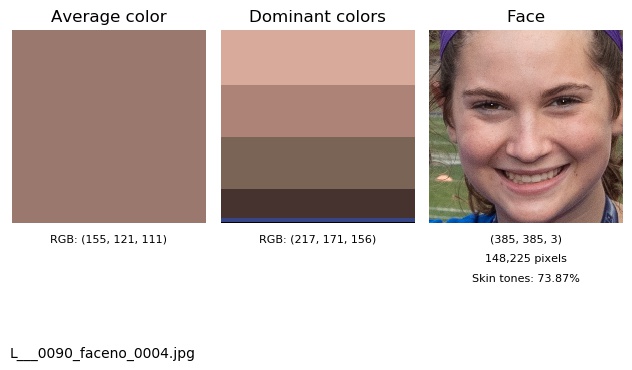 Average color
Dominant colors
Face
RGB: (155, 121, 111)
RGB: (217, 171, 156)
(385, 385, 3)
148,225 pixels
Skin tones: 73.87%
L___0090_faceno_0004.jpg